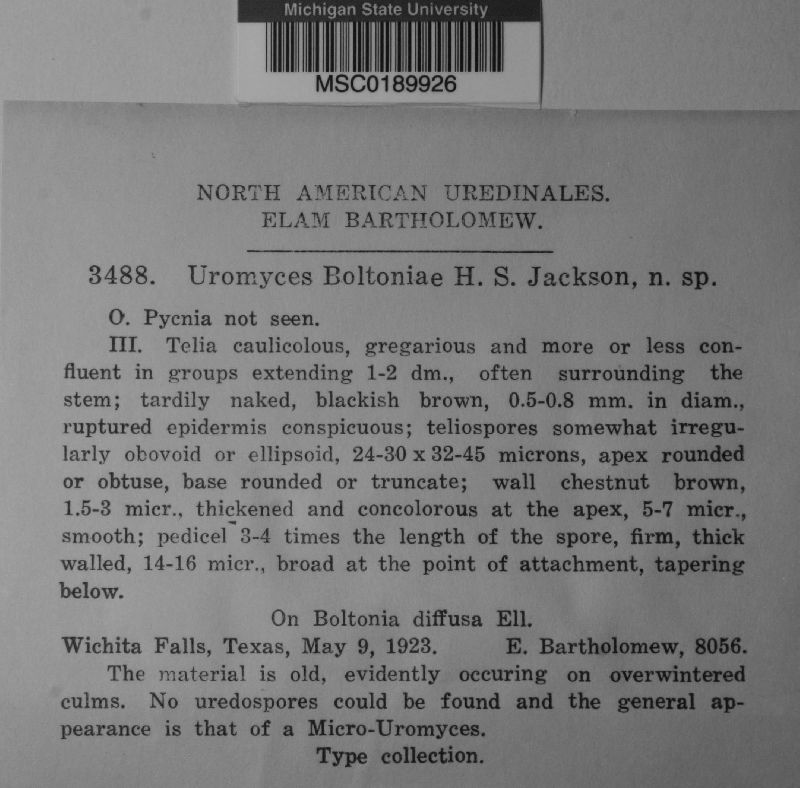 Michigan State University
MSC0189926
NORTH AMERICAN UREDINALES.
ELAM BARTHOLOMEW.
3488. Uromyces Boltoniae H. S. Jackson, n. sp.
O. Pycnia not seen.
III. Telia caulicolous, gregarious and more or less con-
fluent in groups extending 1-2 dm., often surrounding the
stem; tardily naked, blackish brown, 0.5-0.8 mm. in diam.,
ruptured epidermis conspicuous; teliospores somewhat irregu-
larly obovoid or ellipsoid, 24-30 x 32-45 microns, apex rounded
or obtuse, base rounded or truncate; wall chestnut brown,
1.5-3 micr., thickened and concolorous at the apex, 5-7 micr.,
smooth; pedicel 3-4 times the length of the spore, firm, thick
walled, 14-16 micr., broad at the point of attachment, tapering
below.
On Boltonia diffusa Ell.
Wichita Falls, Texas, May 9, 1923. E. Bartholomew, 8056.
The material is old, evidently occuring on overwintered
culms. No uredospores could be found and the general ap-
pearance is that of a Micro-Uromyces.
Type collection.